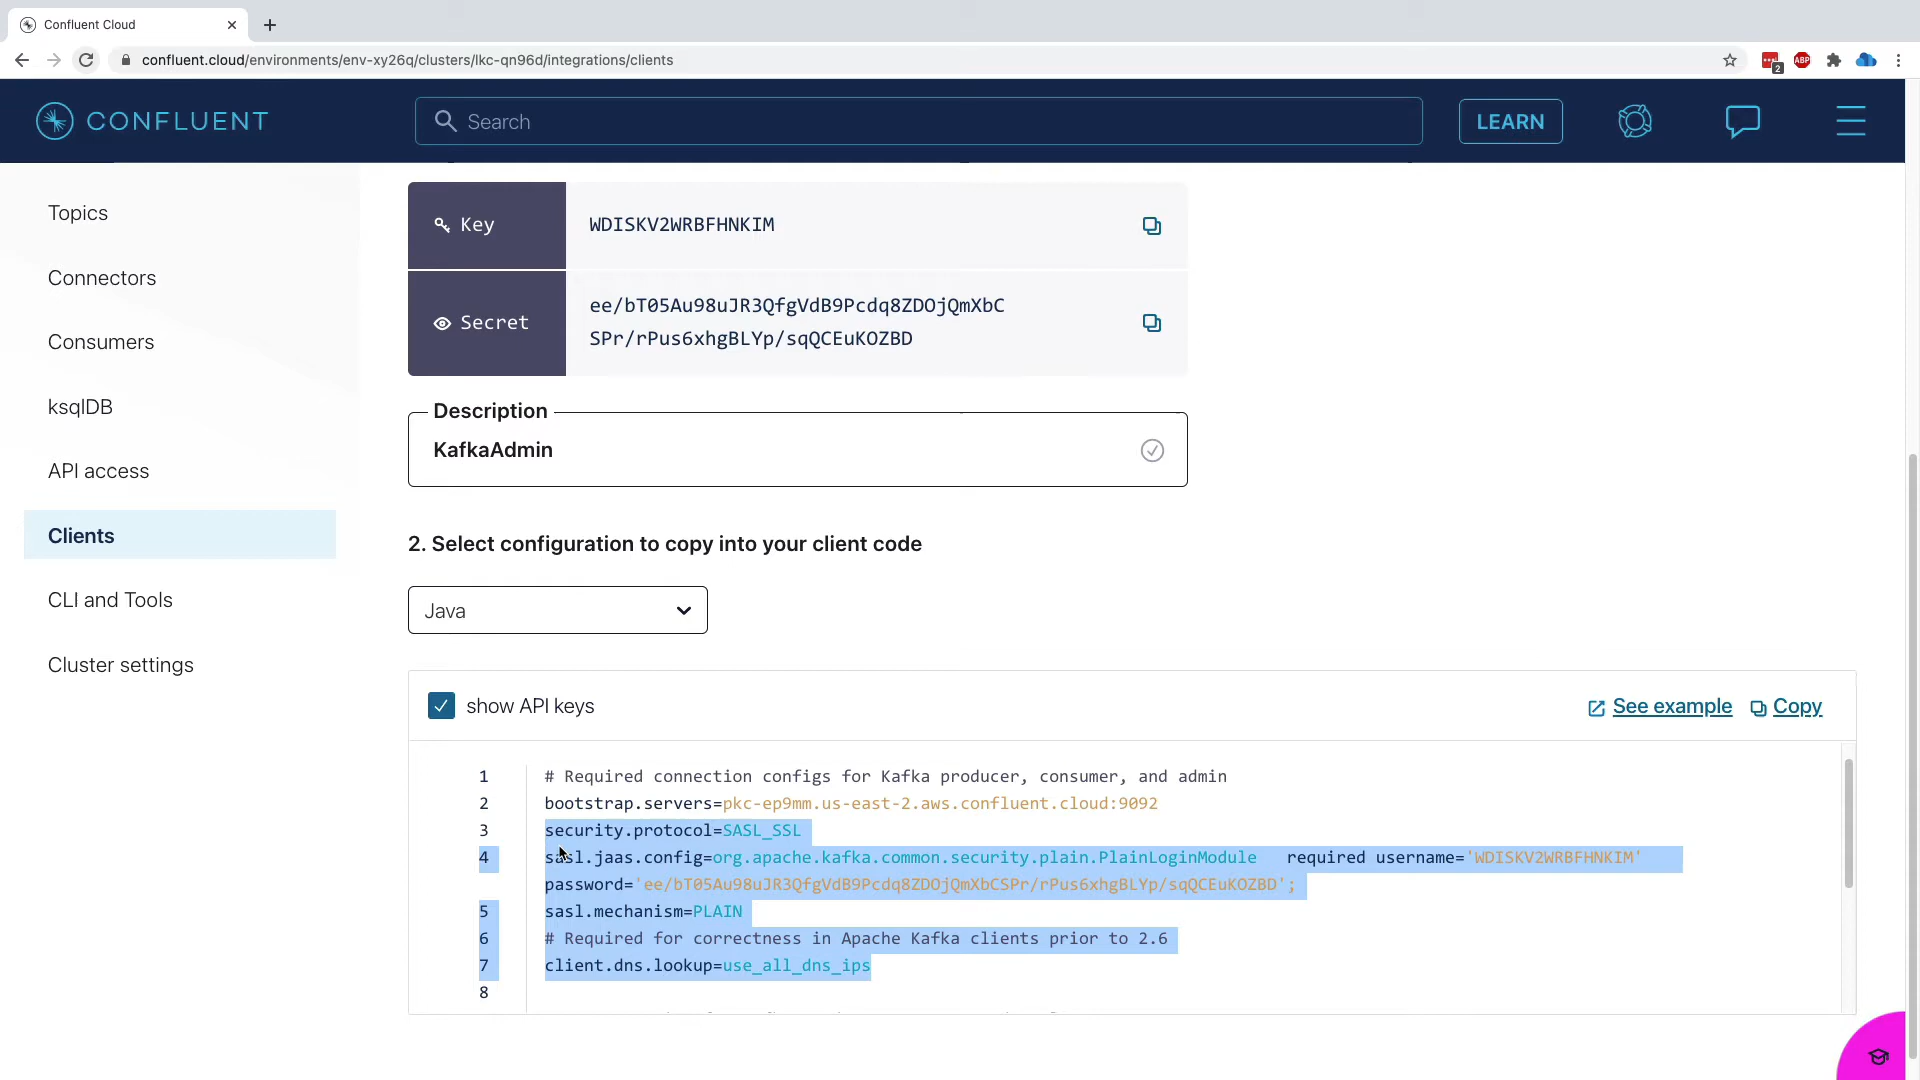 Confluent Cloud
confluent.cloud/environments/env-xy26q/clusters/lkc-qn96d/integrations/clients
2
ABP
CONFLUENT
Search
LEARN
Topics
Connectors
Consumers
ksqlDB
API access
Clients
CLI and Tools
Cluster settings
Key
WDISKV2WRBFHNKIM
Secret
ee/bT05Au98uJR3QfgVdB9Pcdq8ZDOjQmXbC
SPr/rPus6xhgBLYp/sqQCEuKOZBD
Description
KafkaAdmin
2. Select configuration to copy into your client code
Java
show API keys
See example
Copy
1 # Required connection configs for Kafka producer, consumer, and admin
2 bootstrap.servers=pkc-ep9mm.us-east-2.aws.confluent.cloud:9092
3 security.protocol=SASL_SSL
4 sasl.jaas.config=org.apache.kafka.common.security.plain.PlainLoginModule   required username='WDISKV2WRBFHNKIM'
password='ee/bT05Au98uJR3QfgVdB9Pcdq8ZDOjQmXbCSPr/rPus6xhgBLYp/sqQCEuKOZBD';
5 sasl.mechanism=PLAIN
6 # Required for correctness in Apache Kafka clients prior to 2.6
7 client.dns.lookup=use_all_dns_ips
8